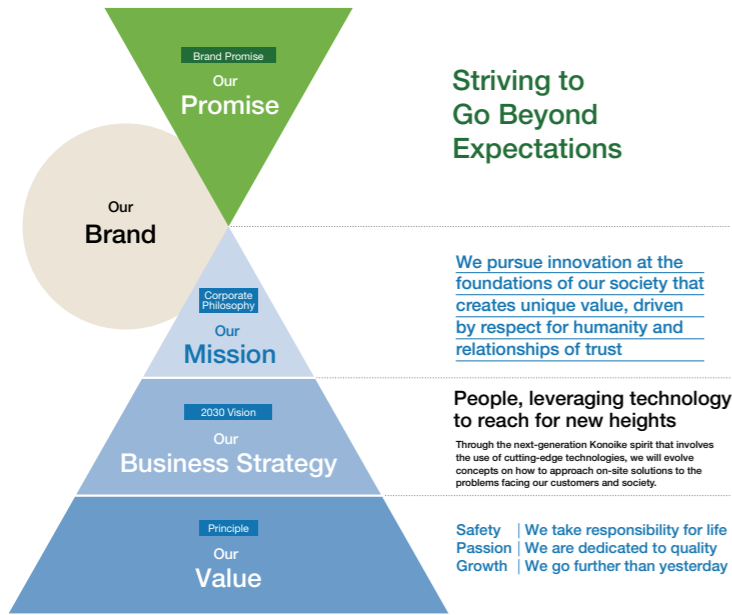 Brand Promise
Our
Promise
Striving to
Go Beyond
Expectations
Our
Brand
Corporate
Philosophy
Our
Mission
We pursue innovation at the
foundations of our society that
creates unique value, driven
by respect for humanity and
relationships of trust
2030 Vision
Our
Business Strategy
People, leveraging technology
to reach for new heights
Through the next-generation Konoike spirit that involves
the use of cutting-edge technologies, we will evolve
concepts on how to approach on-site solutions to the
problems facing our customers and society.
Principle
Our
Value
Safety | We take responsibility for life
Passion | We are dedicated to quality
Growth | We go further than yesterday